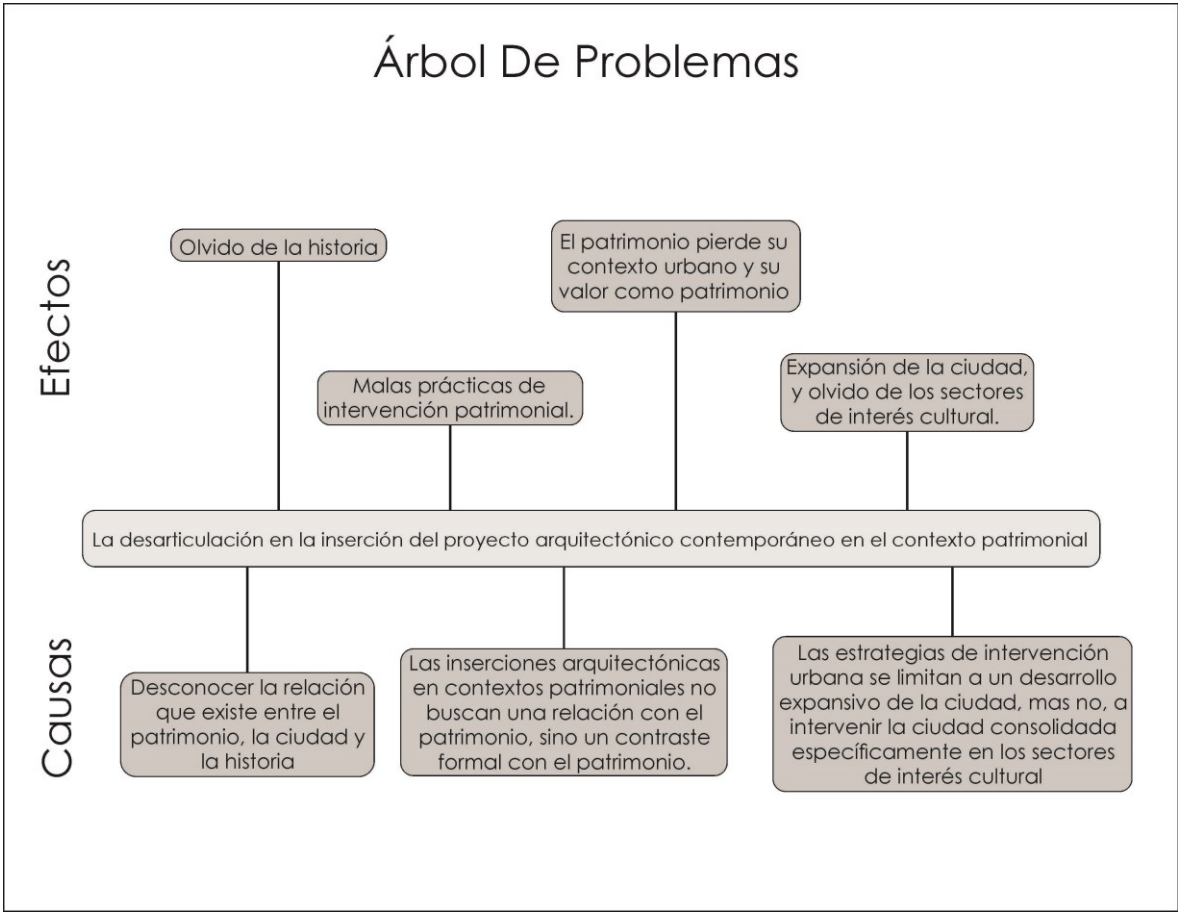 Árbol De Problemas
Efectos
Olvido de la historia
El patrimonio pierde su
contexto urbano y su
valor como patrimonio
Malas prácticas de
intervención patrimonial.
Expansión de la ciudad,
y olvido de los sectores
de interés cultural.
La desarticulación en la inserción del proyecto arquitectónico contemporáneo en el contexto patrimonial
Causas
Desconocer la relación
que existe entre el
patrimonio, la ciudad y
la historia
Las inserciones arquitectónicas
en contextos patrimoniales no
buscan una relación con el
patrimonio, sino un contraste
formal con el patrimonio.
Las estrategias de intervención
urbana se limitan a un desarrollo
expansivo de la ciudad, mas no, a
intervenir la ciudad consolidada
específicamente en los sectores
de interés cultural